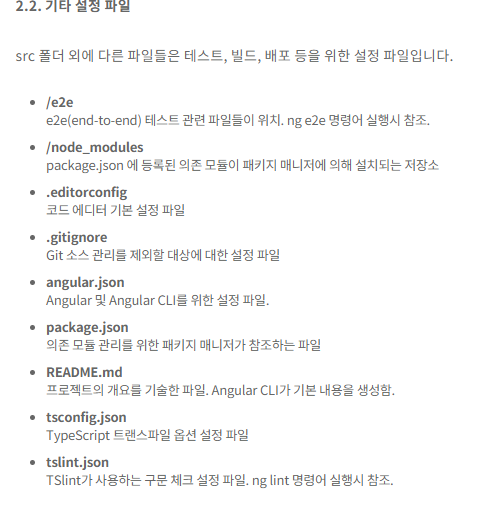 2.2. 기타 설정 파일
src 폴더 외에 다른 파일들은 테스트, 빌드, 배포 등을 위한 설정 파일입니다.
/e2e
e2e(end-to-end) 테스트 관련 파일들이 위치. ng e2e 명령어 실행시 참조.
/node_modules
package.json 에 등록된 의존 모듈이 패키지 매니저에 의해 설치되는 저장소
.editorconfig
코드 에디터 기본 설정 파일
.gitignore
Git 소스 관리를 제외할 대상에 대한 설정 파일
angular.json
Angular 및 Angular CLI를 위한 설정 파일.
package.json
의존 모듈 관리를 위한 패키지 매니저가 참조하는 파일
README.md
프로젝트의 개요를 기술한 파일. Angular CLI가 기본 내용을 생성함.
tsconfig.json
TypeScript 트랜스파일 옵션 설정 파일
tslint.json
TSlint가 사용하는 구문 체크 설정 파일. ng lint 명령어 실행시 참조.